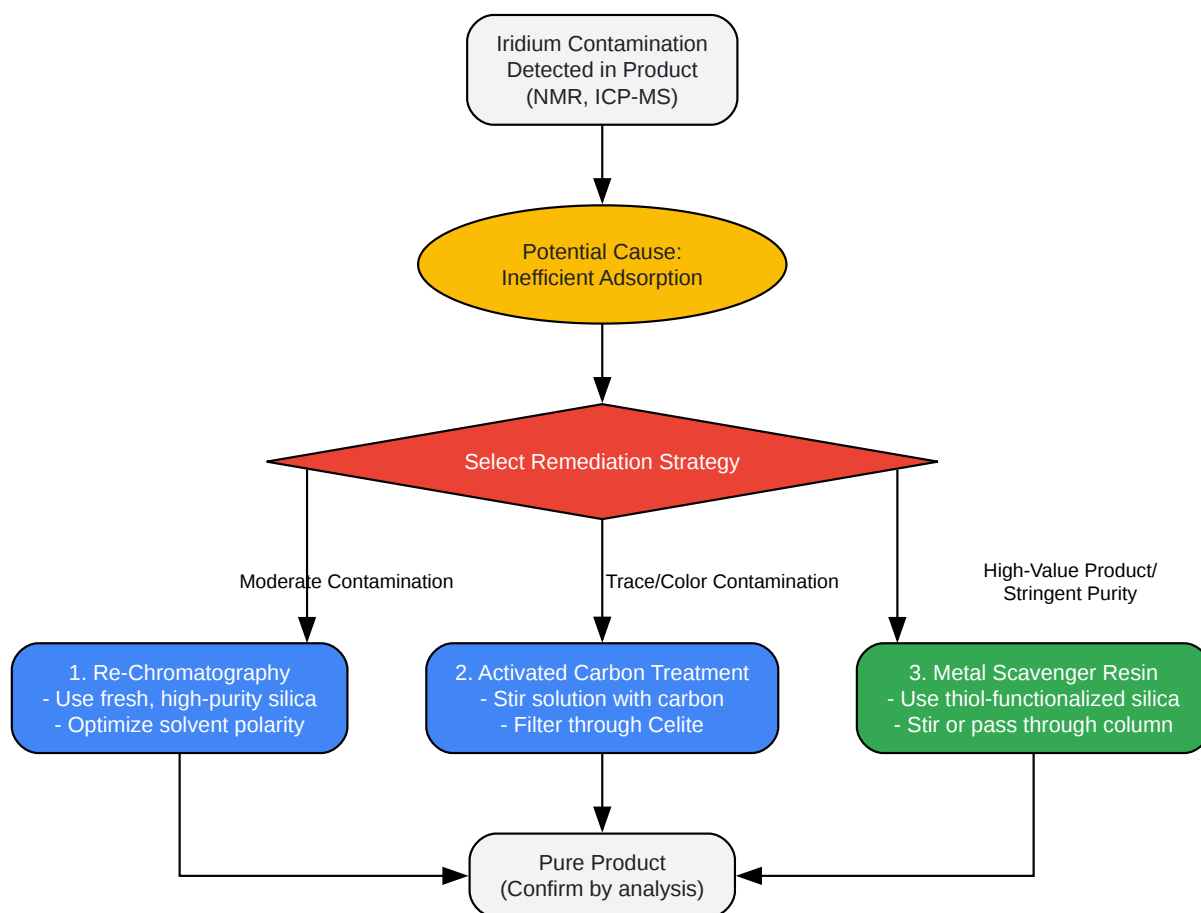 Iridium Contamination
Detected in Product
(NMR, ICP-MS)
Potential Cause:
Inefficient Adsorption
Select Remediation Strategy
Moderate Contamination
Trace/Color Contamination
High-Value Product/
Stringent Purity
1. Re-Chromatography
- Use fresh, high-purity silica
- Optimize solvent polarity
2. Activated Carbon Treatment
- Stir solution with carbon
- Filter through Celite
3. Metal Scavenger Resin
- Use thiol-functionalized silica
- Stir or pass through column
Pure Product
(Confirm by analysis)